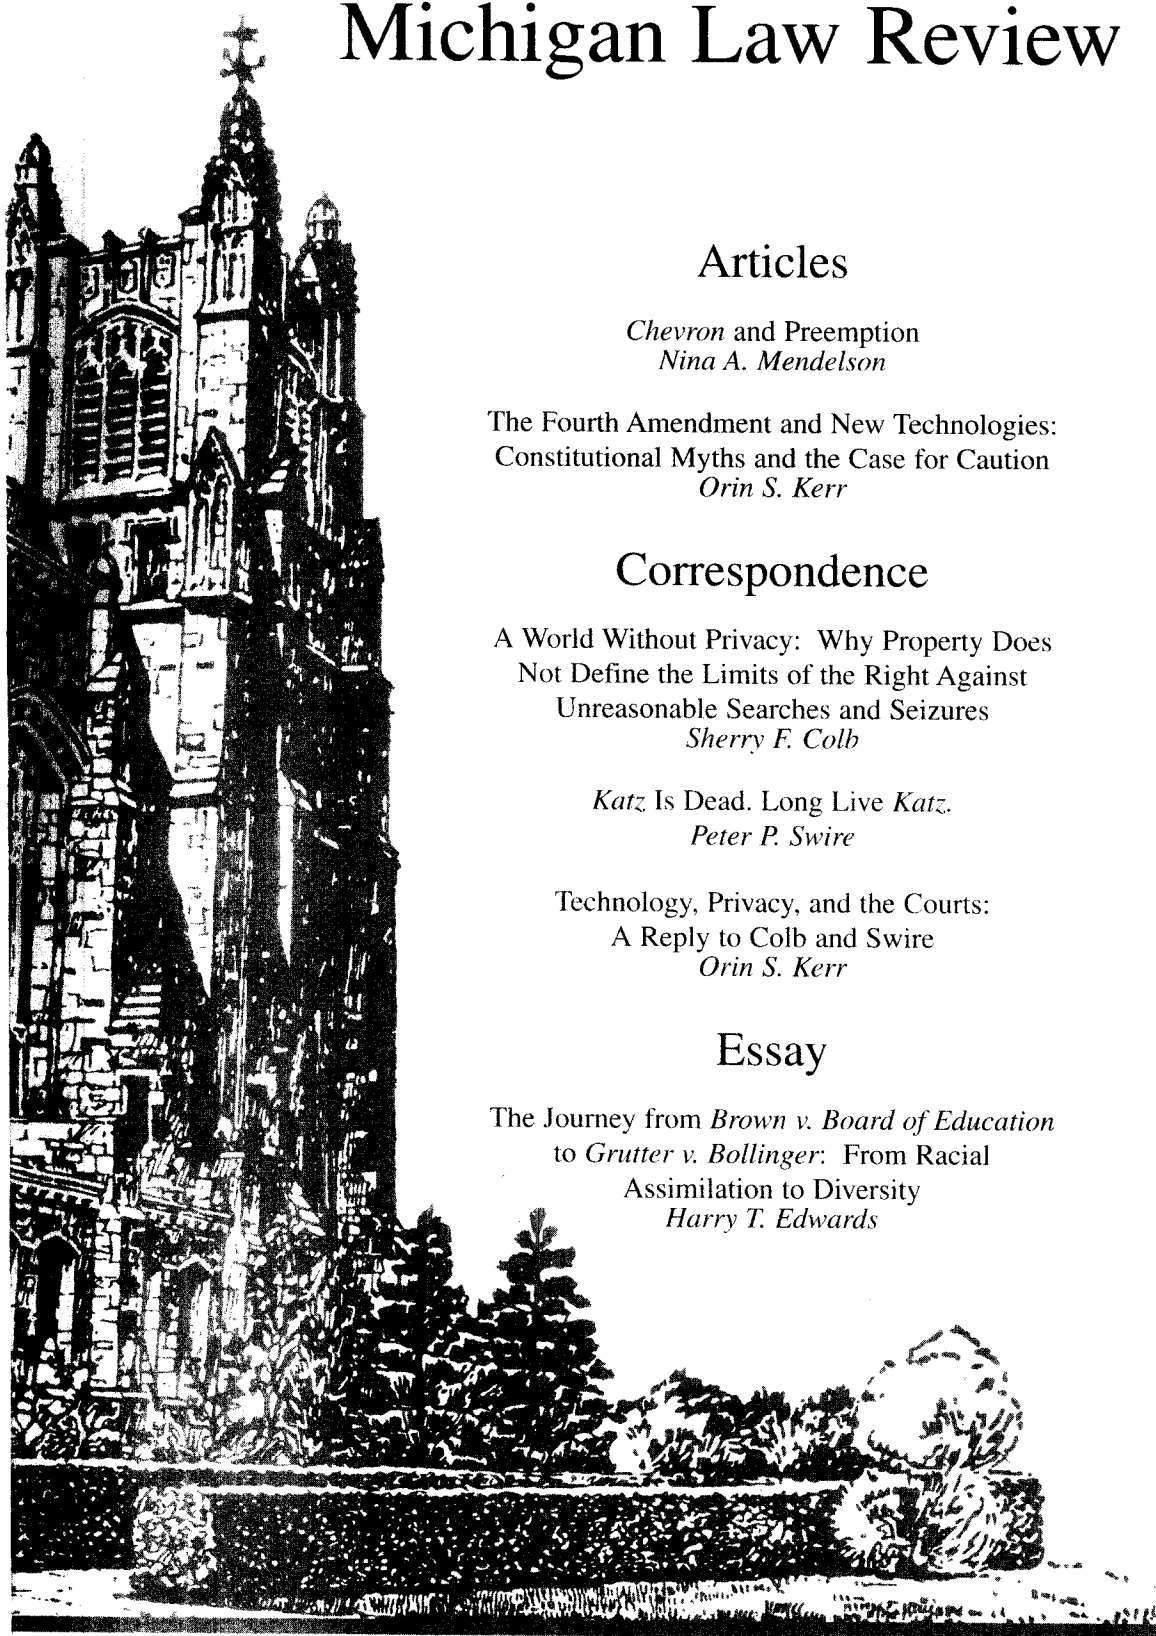 Michigan Law Review
Articles
Chevron and Preemption
Nina A. Mendelson
The Fourth Amendment and New Technologies:
Constitutional Myths and the Case for Caution
Orin S. Kerr
Correspondence
A World Without Privacy: Why Property Does
Not Define the Limits of the Right Against
Unreasonable Searches and Seizures
Sherry F. Colb
Katz Is Dead. Long Live Katz.
Peter P. Swire
Technology, Privacy, and the Courts:
A Reply to Colb and Swire
Orin S. Kerr
Essay
The Journey from Brown v. Board of Education
to Grutter v. Bollinger: From Racial
Assimilation to Diversity
Harry T. Edwards